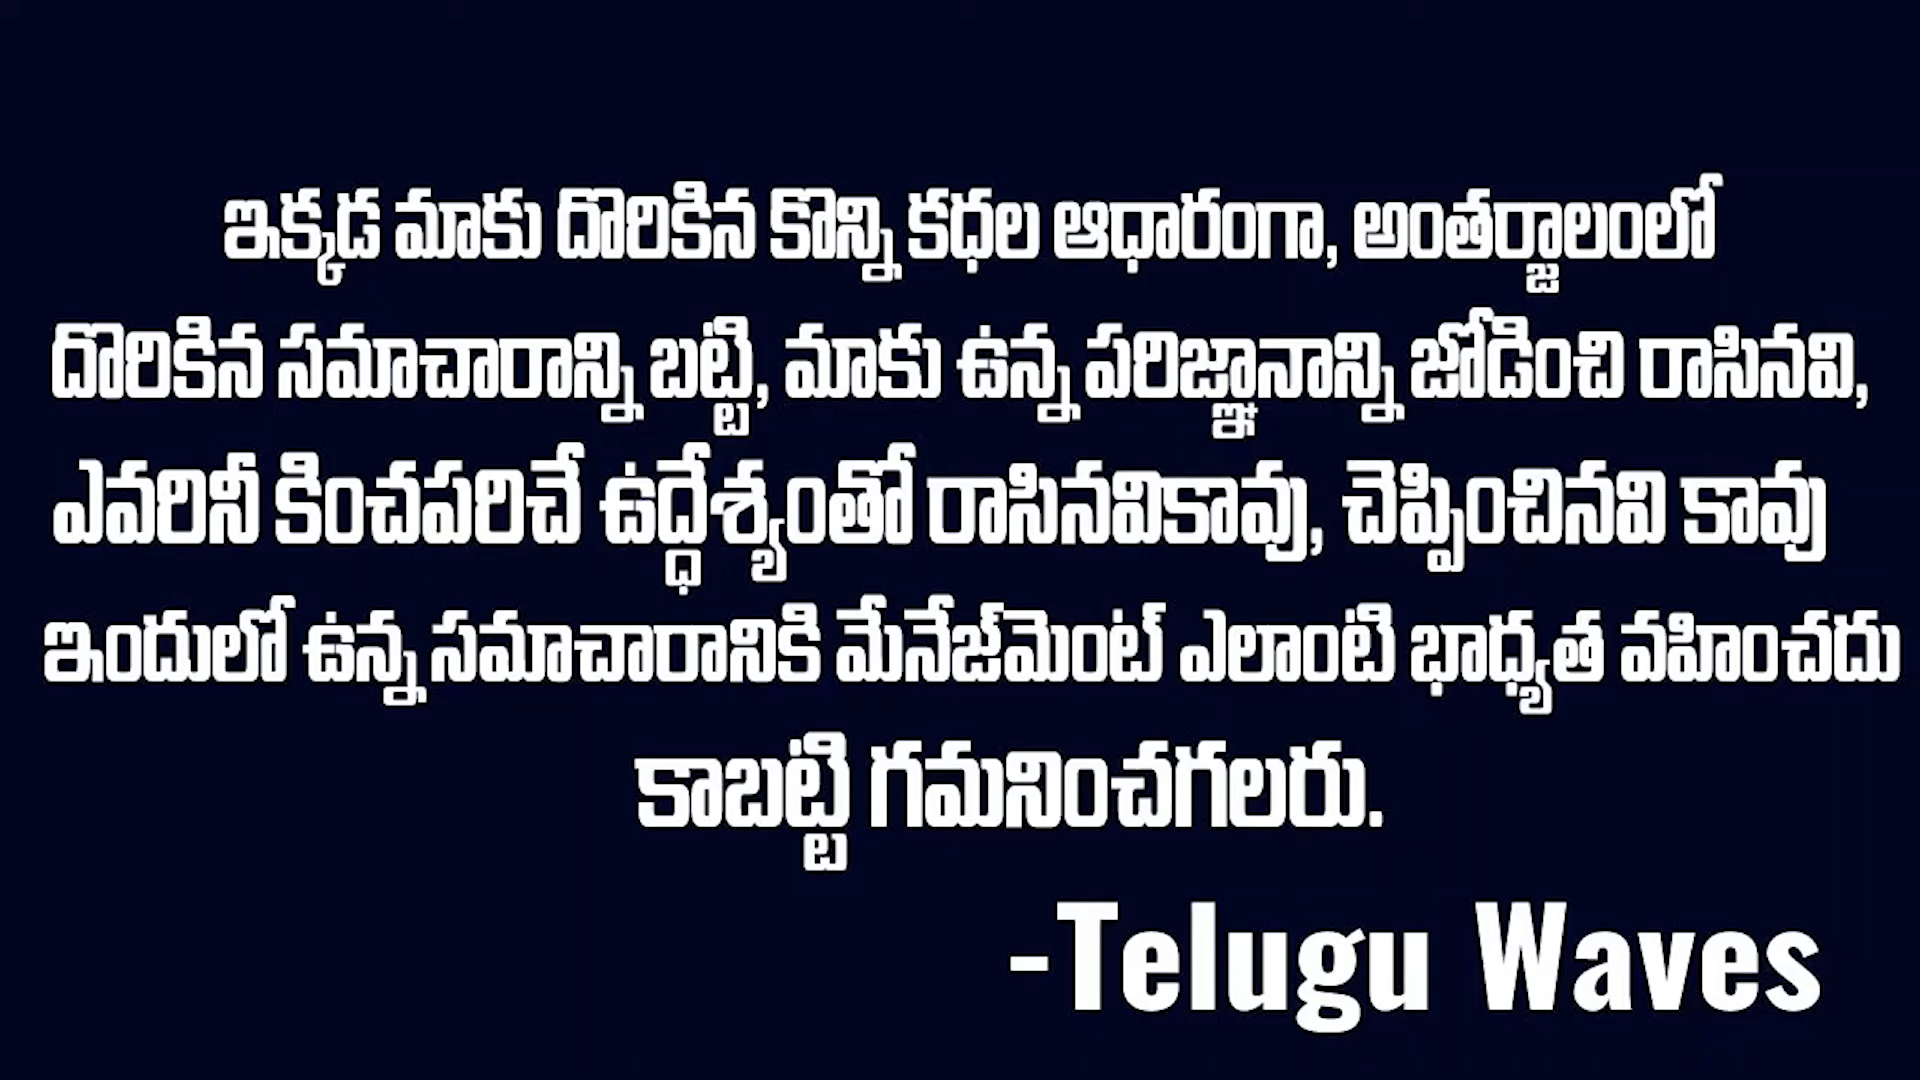 ఇక్కడ మాకు దొరికిన కొన్ని కధల ఆధారంగా, అంతర్జాలంలో
దొరికిన సమాచారాన్ని బట్టి, మాకు ఉన్న పరిజ్ఞానాన్ని జోడించి రాసినవి,
ఎవరినీ కించపరిచే ఉద్ధేశ్యంతో రాసినవికావు, చెప్పించినవి కావు
ఇందులో ఉన్న సమాచారానికి మేనేజ్‌మెంట్ ఎలాంటి భాధ్యత వహించదు
కాబట్టి గమనించగలరు.
-Telugu Waves